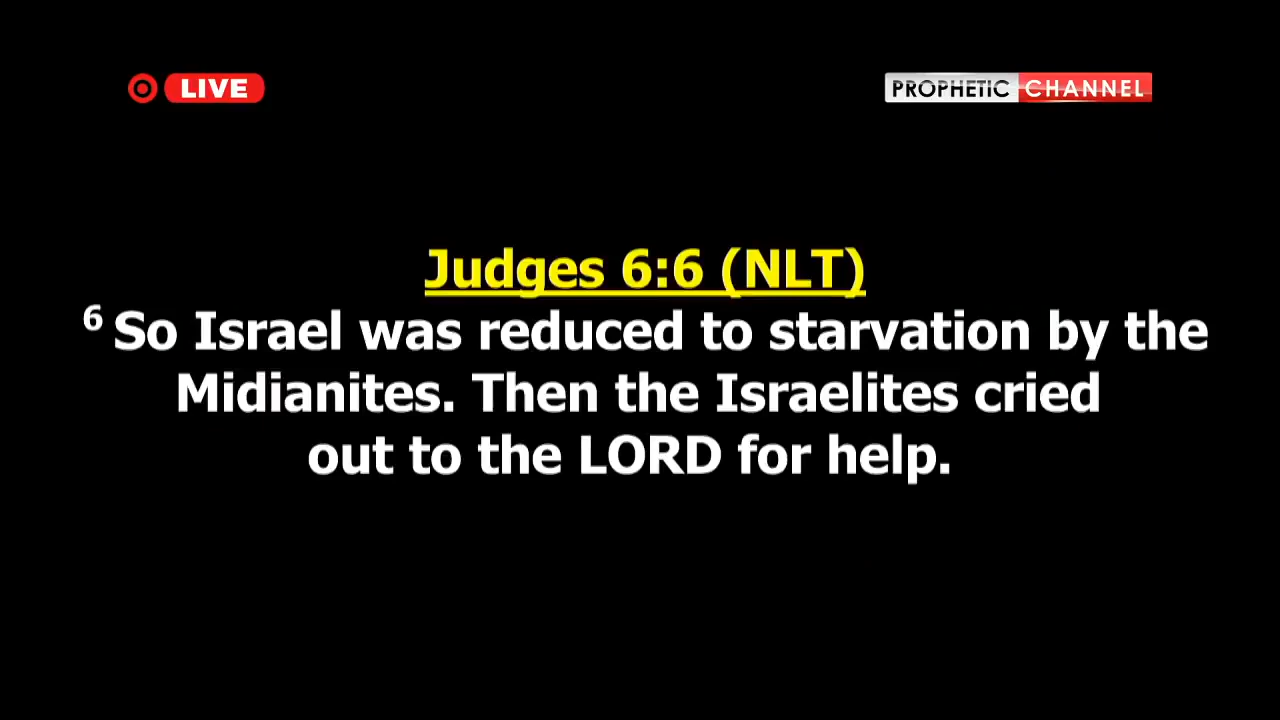 LIVE
PROPHETIC CHANNEL
Judges 6:6 (NLT)
6 So Israel was reduced to starvation by the
Midianites. Then the Israelites cried
out to the LORD for help.